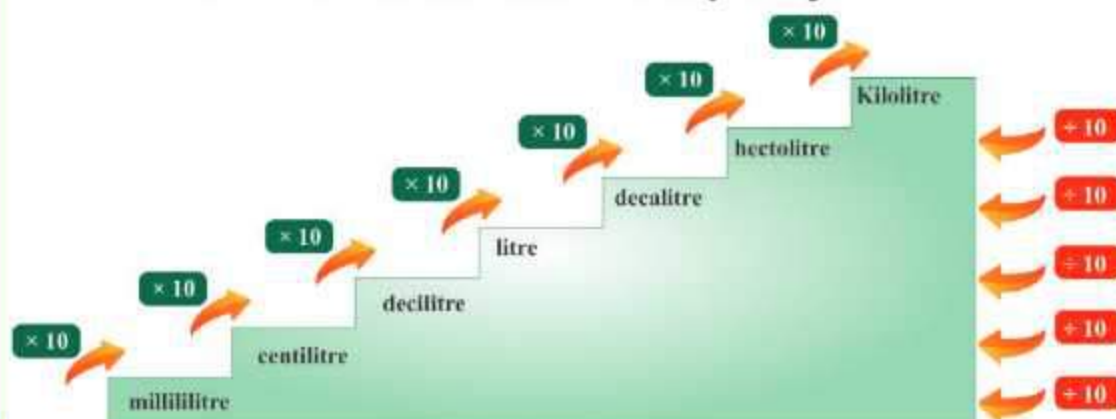 × 10
× 10
Kilolitre
÷ 10
× 10
hectolitre
× 10
decalitre
÷ 10
× 10
litre
÷ 10
× 10
decilitre
÷ 10
× 10
centilitre
÷ 10
millililitre